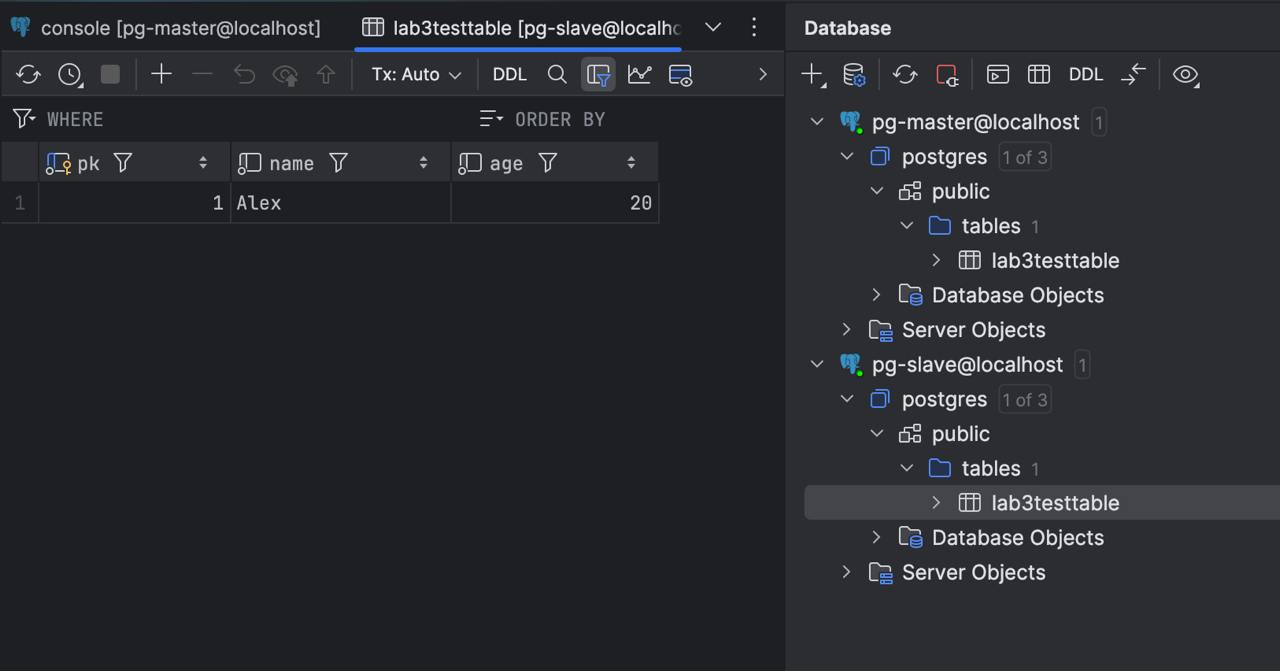 console [pg-master@localhost]
lab3testtable [pg-slave@localhc
Tx: Auto
DDL
WHERE
ORDER BY
pk
name
age
1
1
Alex
20
Database
DDL
pg-master@localhost 1
postgres 1 of 3
public
tables 1
lab3testtable
Database Objects
Server Objects
pg-slave@localhost 1
postgres 1 of 3
public
tables 1
lab3testtable
Database Objects
Server Objects